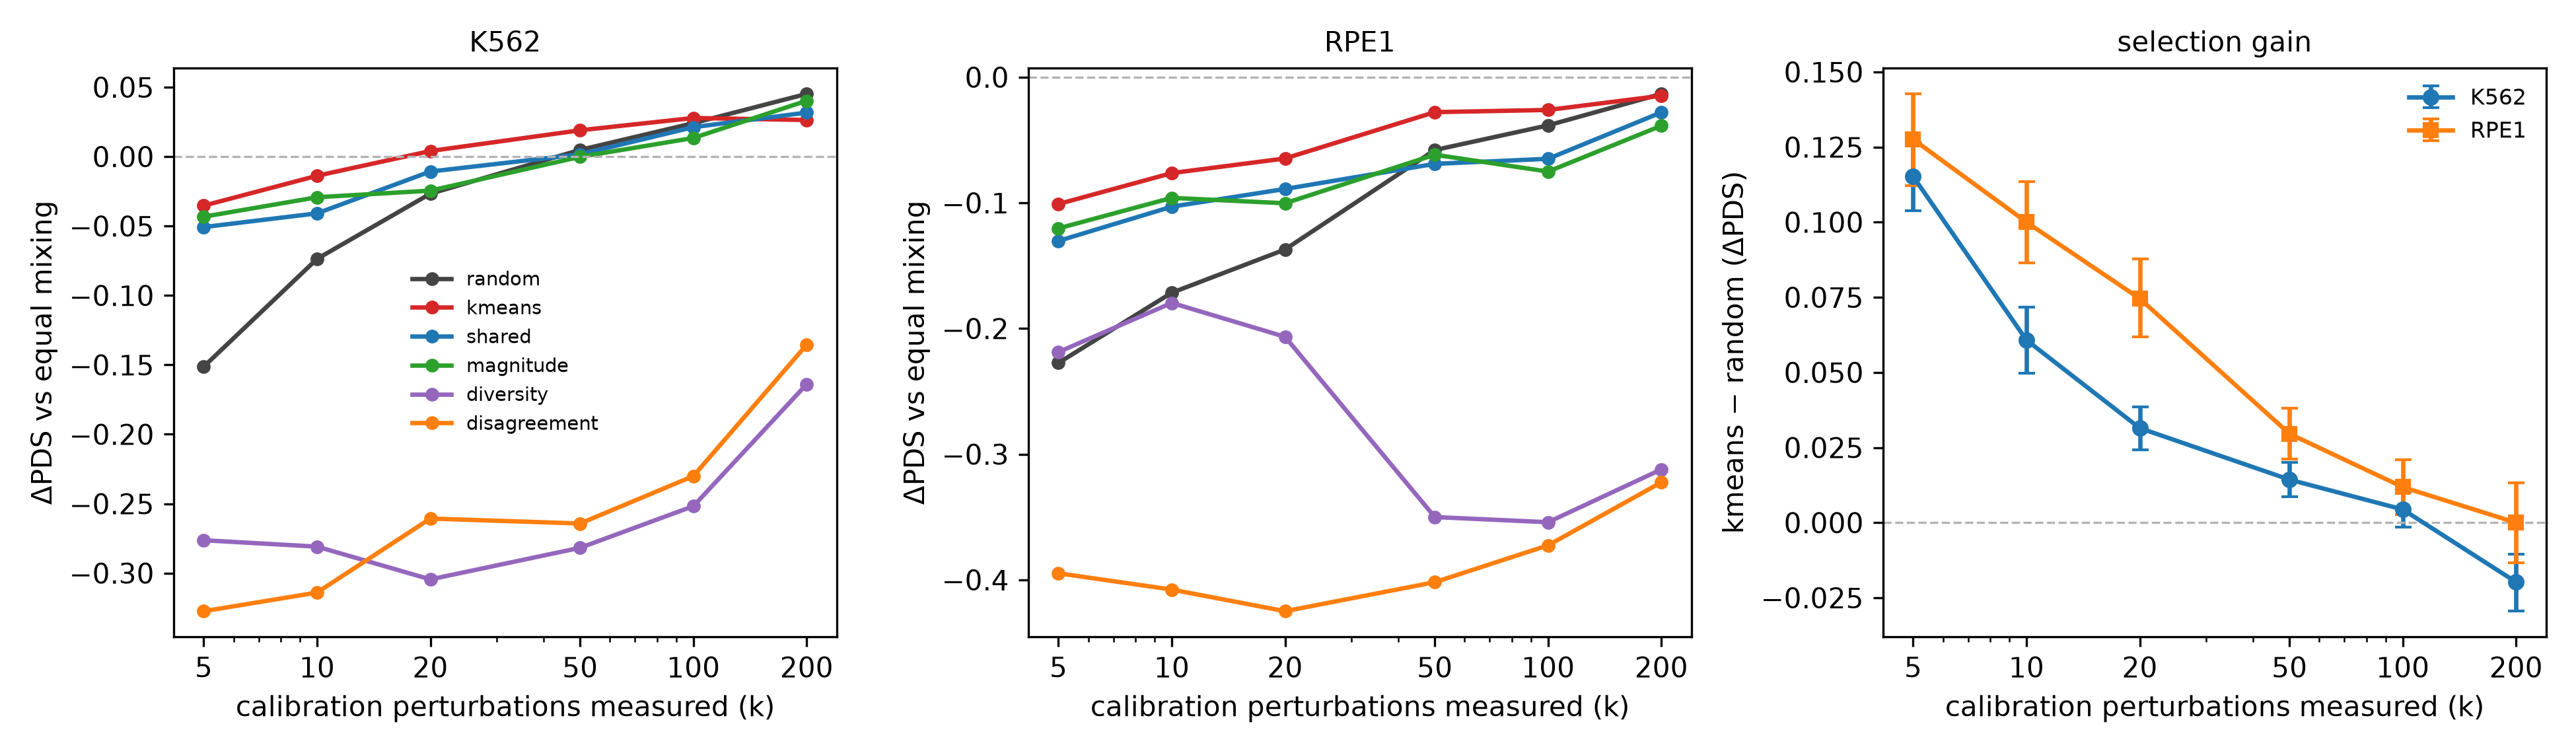 K562
ΔPDS vs equal mixing
0.05
0.00
−0.05
−0.10
−0.15
−0.20
−0.25
−0.30
random
kmeans
shared
magnitude
diversity
disagreement
5 10 20 50 100 200
calibration perturbations measured (k)
RPE1
ΔPDS vs equal mixing
0.0
−0.1
−0.2
−0.3
−0.4
5 10 20 50 100 200
calibration perturbations measured (k)
selection gain
kmeans − random (ΔPDS)
0.150
0.125
0.100
0.075
0.050
0.025
0.000
−0.025
K562
RPE1
5 10 20 50 100 200
calibration perturbations measured (k)